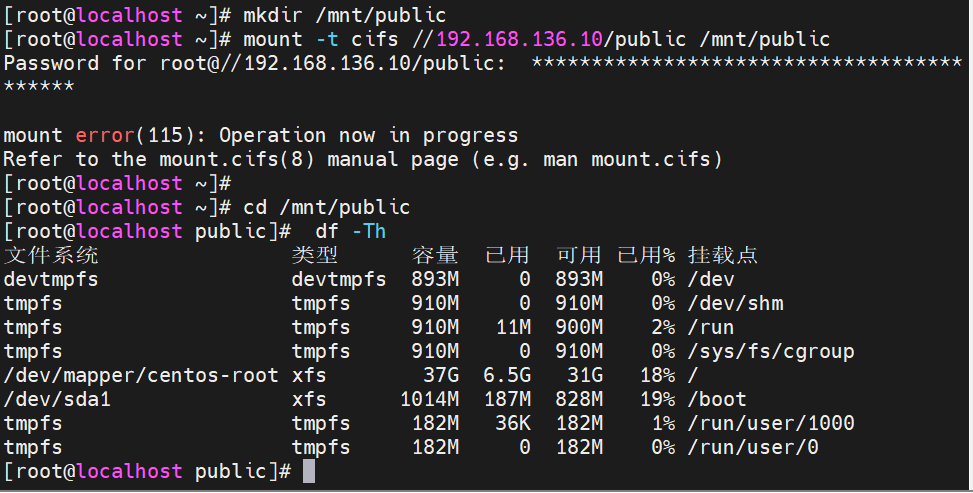 [root@localhost ~]# mkdir /mnt/public
[root@localhost ~]# mount -t cifs //192.168.136.10/public /mnt/public
Password for root@//192.168.136.10/public:  ************************************
******
mount error(115): Operation now in progress
Refer to the mount.cifs(8) manual page (e.g. man mount.cifs)
[root@localhost ~]#
[root@localhost ~]# cd /mnt/public
[root@localhost public]#  df -Th
文件系统                类型      容量  已用  可用 已用% 挂载点
devtmpfs                devtmpfs  893M     0  893M    0% /dev
tmpfs                   tmpfs     910M     0  910M    0% /dev/shm
tmpfs                   tmpfs     910M   11M  900M    2% /run
tmpfs                   tmpfs     910M     0  910M    0% /sys/fs/cgroup
/dev/mapper/centos-root xfs        37G  6.5G   31G   18% /
/dev/sda1               xfs      1014M  187M  828M   19% /boot
tmpfs                   tmpfs     182M   36K  182M    1% /run/user/1000
tmpfs                   tmpfs     182M     0  182M    0% /run/user/0
[root@localhost public]#